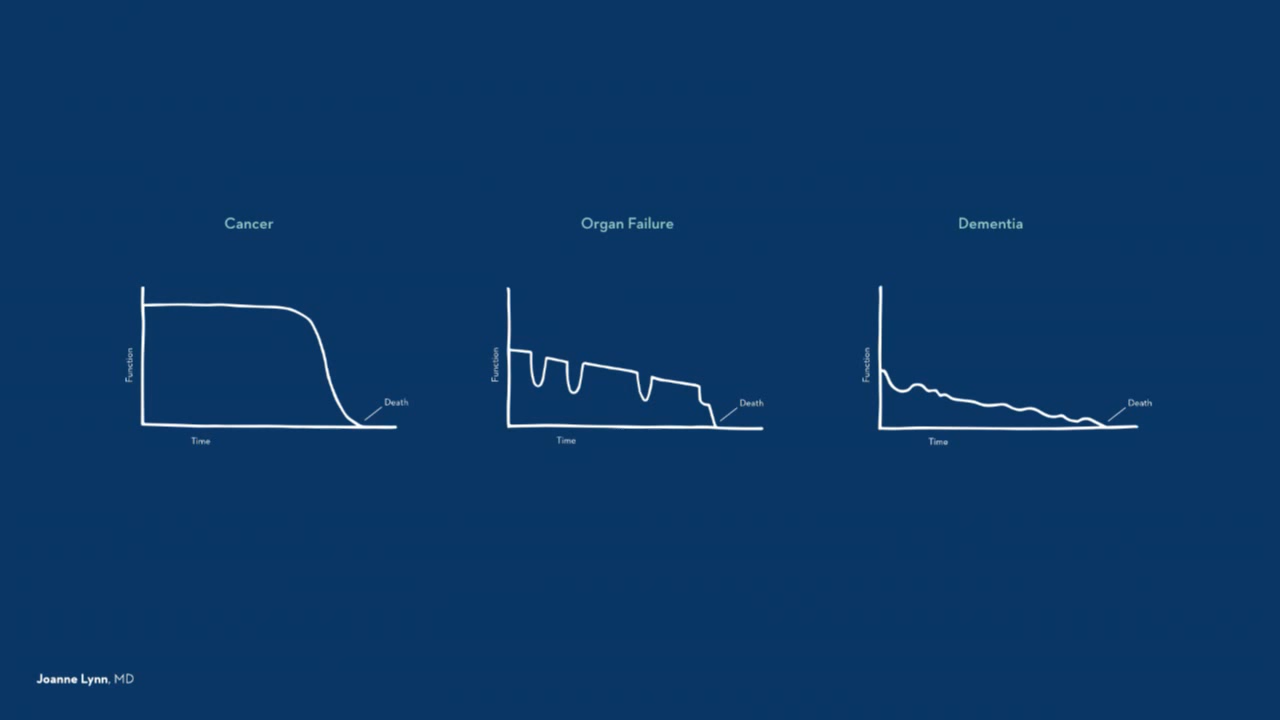 Cancer
Organ Failure
Dementia
Function
Death
Time
Function
Death
Time
Function
Death
Time
Joanne Lynn, MD